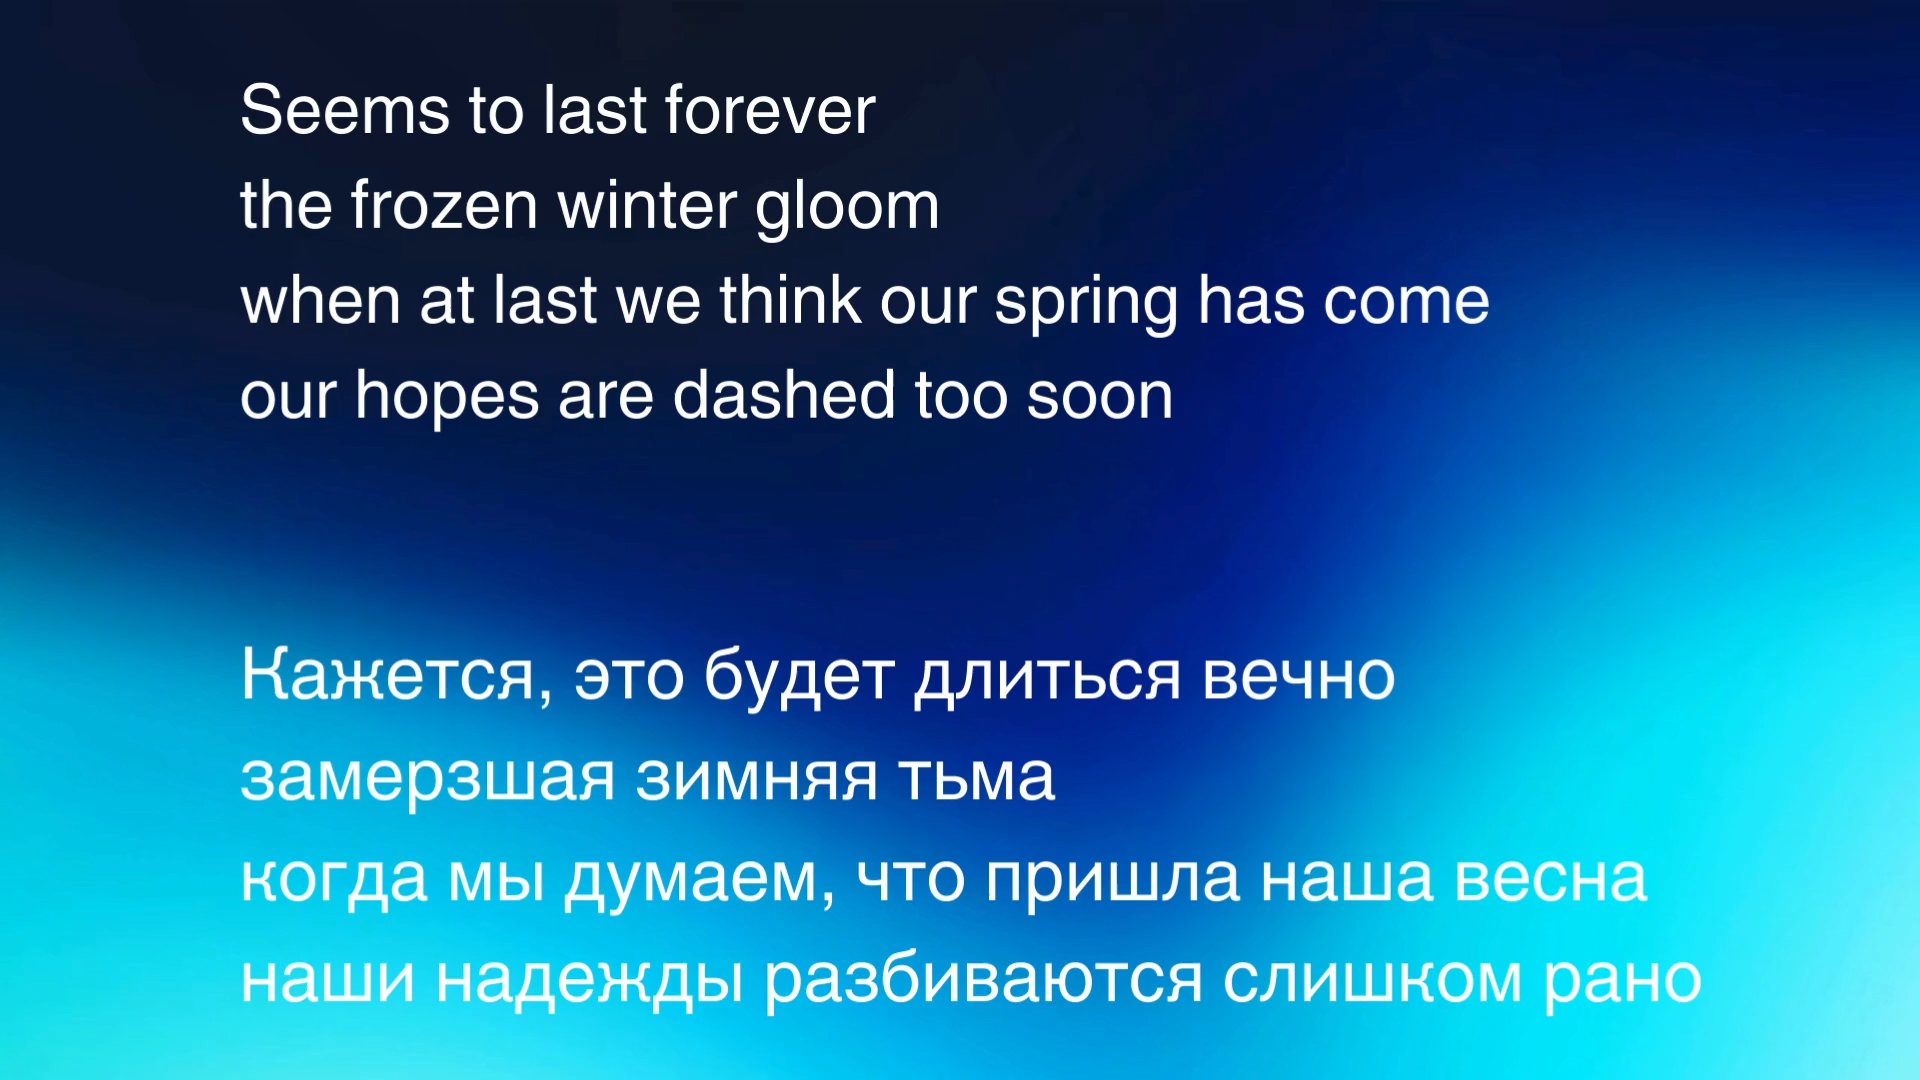 Seems to last forever
the frozen winter gloom
when at last we think our spring has come
our hopes are dashed too soon
Кажется, это будет длиться вечно
замерзшая зимняя тьма
когда мы думаем, что пришла наша весна
наши надежды разбиваются слишком рано